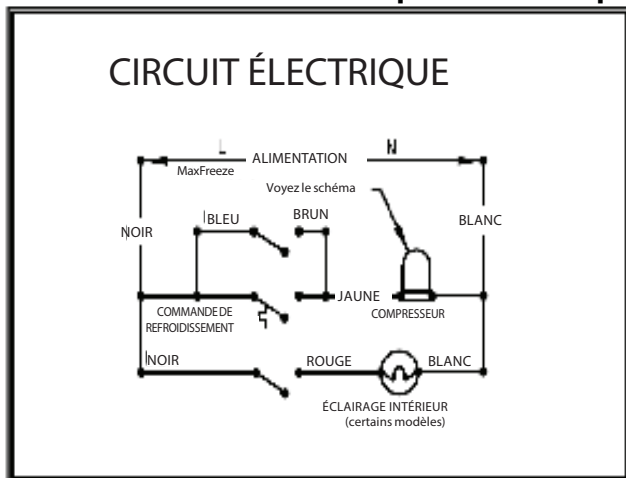 CIRCUIT ÉLECTRIQUE
L ALIMENTATION N
MaxFreeze
Voyez le schéma
BLEU BRUN
NOIR BLANC
JAUNE
COMMANDE DE
REFROIDISSEMENT
COMPRESSEUR
NOIR ROUGE BLANC
ÉCLAIRAGE INTÉRIEUR
(certains modèles)